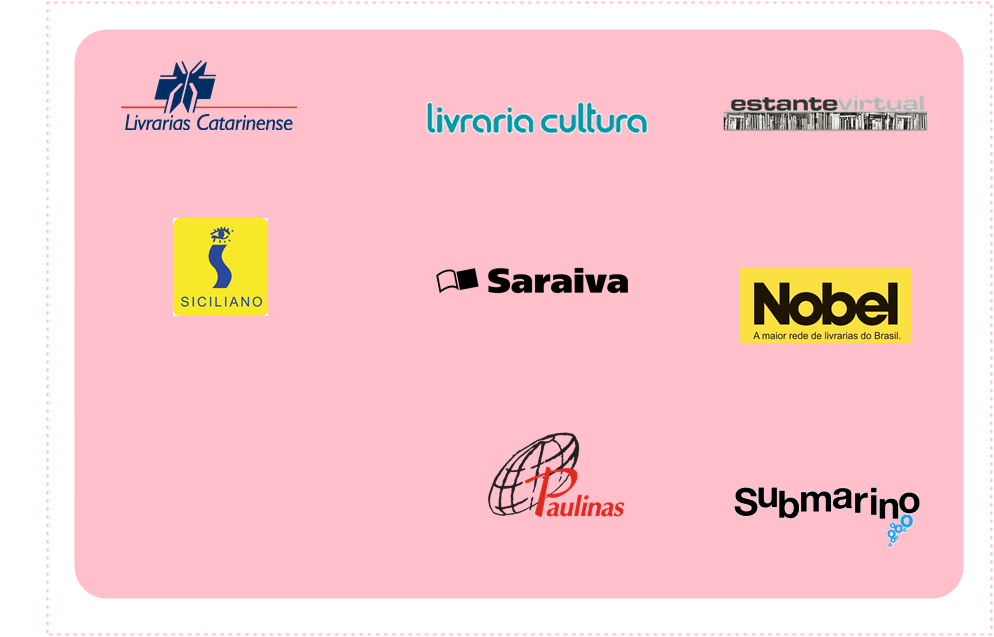 Livrarias Catarinense
livraria cultura
estantevirtual
SICILIANO
Saraiva
Nobel
A maior rede de livrarias do Brasil.
Paulinas
Submarino